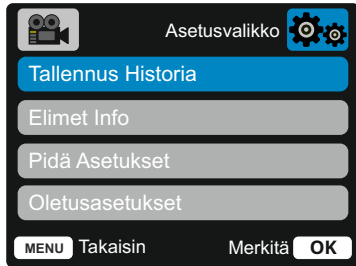 Asetusvalikko
Tallennus Historia
Elimet Info
Pidä Asetukset
Oletusasetukset
MENU Takaisin Merkitä OK